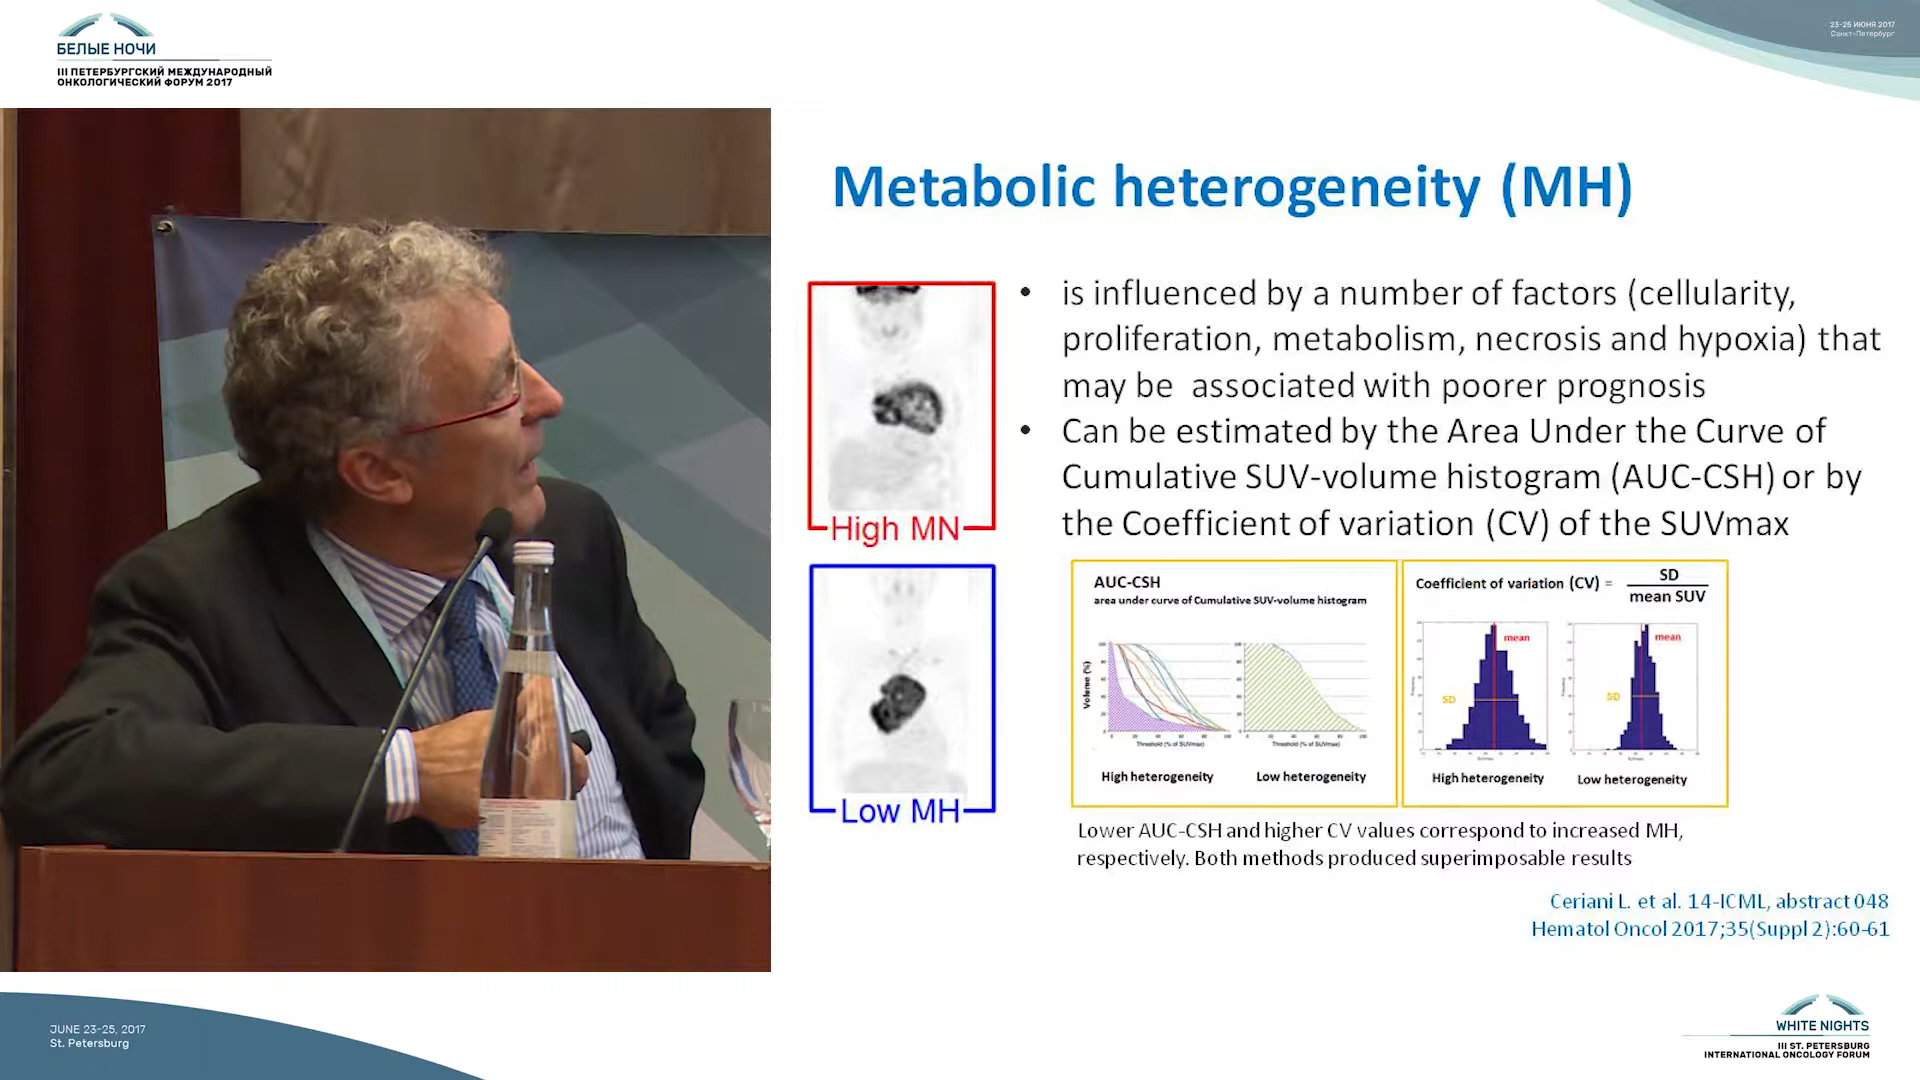 БЕЛЫЕ НОЧИ
III ПЕТЕРБУРГСКИЙ МЕЖДУНАРОДНЫЙ
ОНКОЛОГИЧЕСКИЙ ФОРУМ 2017
23-25 ИЮНЯ 2017
Санкт-Петербург
Metabolic heterogeneity (MH)
• is influenced by a number of factors (cellularity,
proliferation, metabolism, necrosis and hypoxia) that
may be associated with poorer prognosis
• Can be estimated by the Area Under the Curve of
Cumulative SUV-volume histogram (AUC-CSH) or by
the Coefficient of variation (CV) of the SUVmax
High MN
Low MH
AUC-CSH
area under curve of Cumulative SUV-volume histogram
Volume (%)
Threshold (% of SUVmax)
Threshold (% of SUVmax)
High heterogeneity
Low heterogeneity
Coefficient of variation (CV) = SD
mean SUV
mean
SD
mean
SD
High heterogeneity
Low heterogeneity
Lower AUC-CSH and higher CV values correspond to increased MH,
respectively. Both methods produced superimposable results
Ceriani L. et al. 14-ICML, abstract 048
Hematol Oncol 2017;35(Suppl 2):60-61
JUNE 23-25, 2017
St. Petersburg
WHITE NIGHTS
III ST. PETERSBURG
INTERNATIONAL ONCOLOGY FORUM